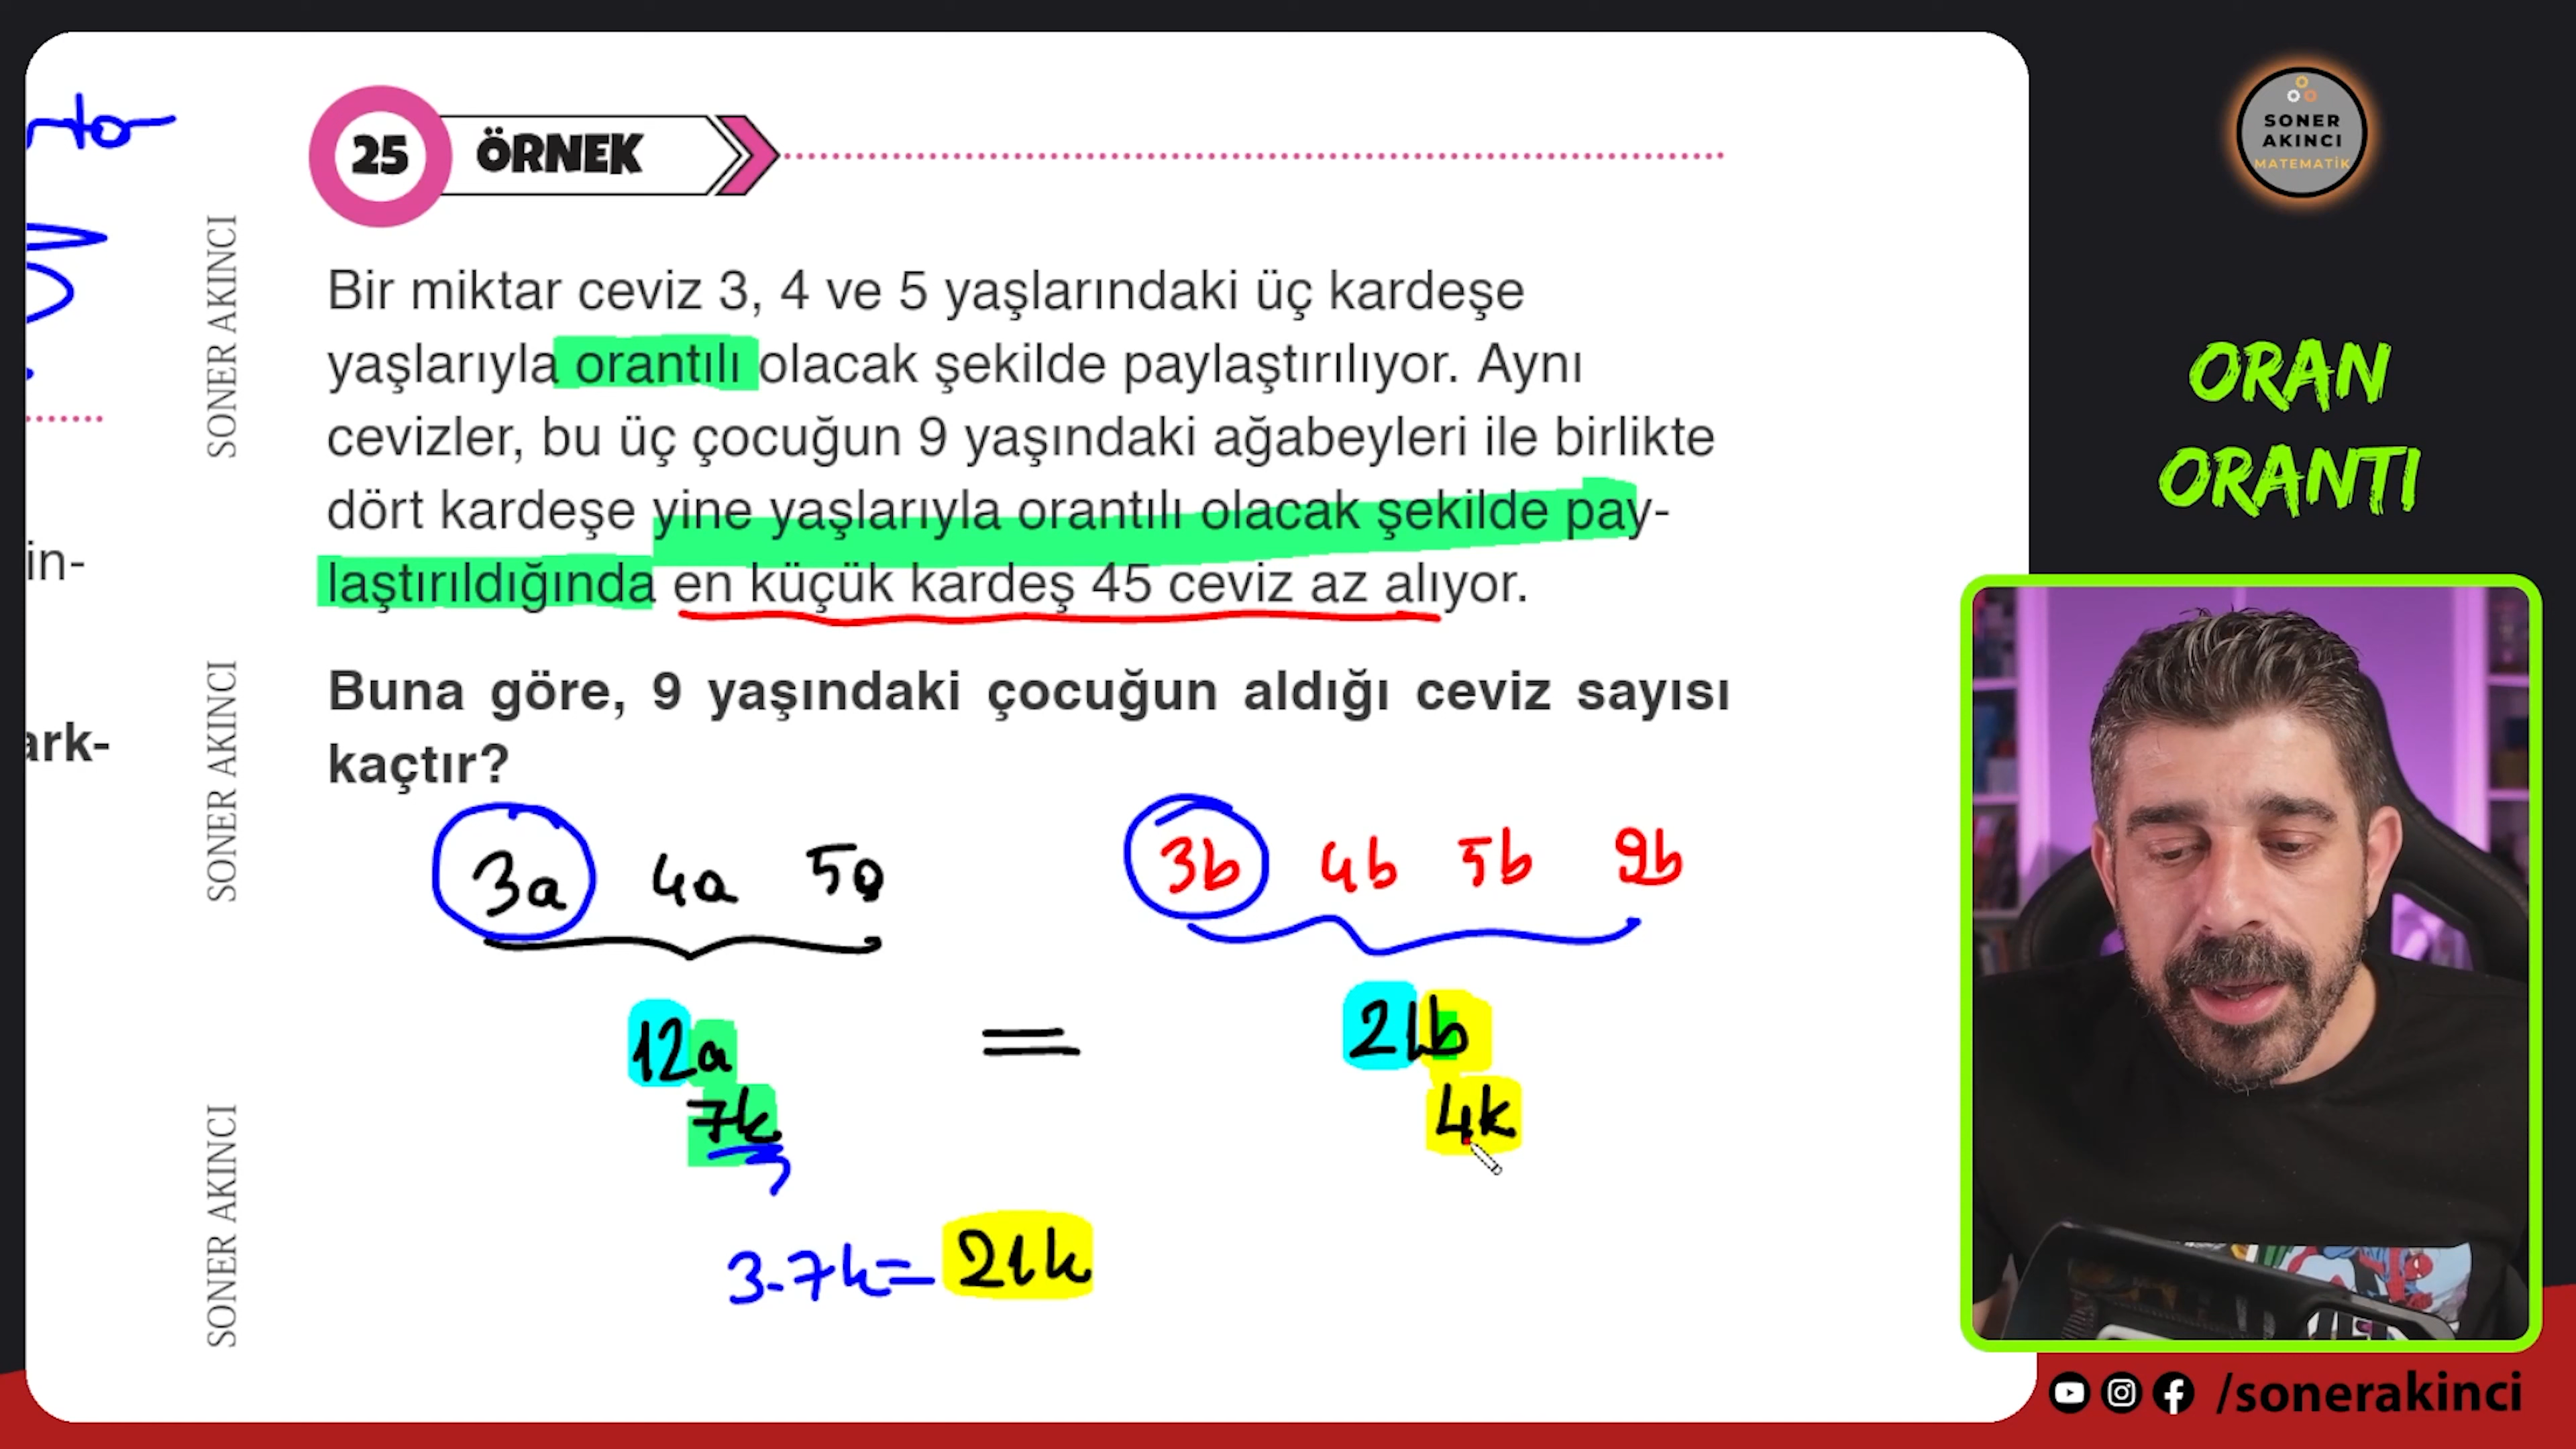 25 ÖRNEK
Bir miktar ceviz 3, 4 ve 5 yaşlarındaki üç kardeşe
yaşlarıyla orantılı olacak şekilde paylaştırılıyor. Aynı
cevizler, bu üç çocuğun 9 yaşındaki ağabeyleri ile birlikte
dört kardeşe yine yaşlarıyla orantılı olacak şekilde pay-
laştırıldığında en küçük kardeş 45 ceviz az alıyor.
Buna göre, 9 yaşındaki çocuğun aldığı ceviz sayısı
kaçtır?
3a 4a 5a 3b 4b 5b 9b
12a = 21b
7k 4k
3.7k= 21k
SONER AKINCI
SONER AKINCI
SONER AKINCI
in-
ark-
SONER
AKINCI
MATEMATİK
ORAN
ORANTI
/sonerakinci